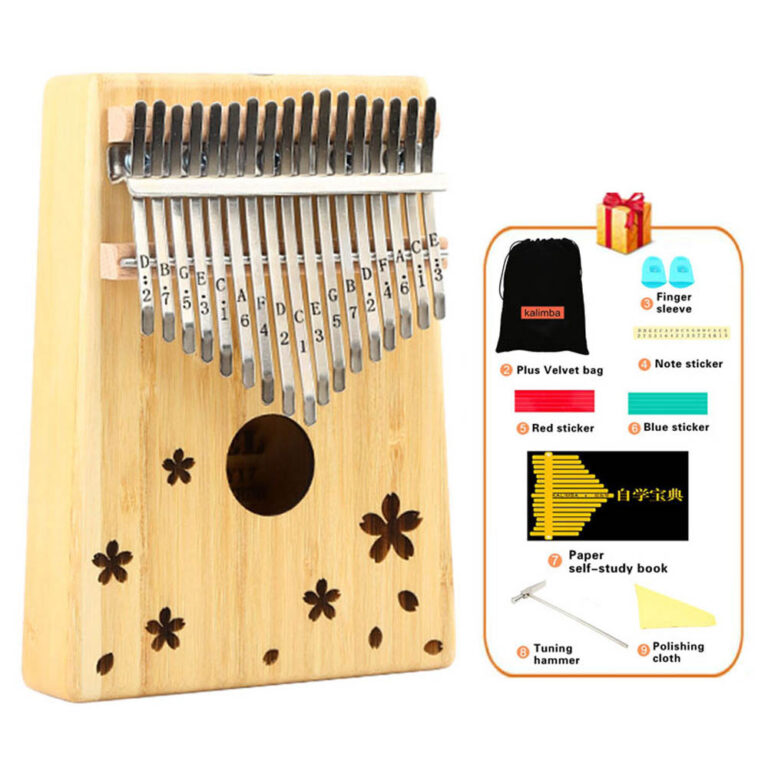 D B G E C A F D C E G B D F A C E
2 7 5 3 1 6 4 2 1 3 5 7 2 4 6 1 3
kalimba
② Plus Velvet bag
③ Finger
sleeve
④ Note sticker
⑤ Red sticker
⑥ Blue sticker
KALIMBA
自学宝典
⑦ Paper
self-study book
⑧ Tuning
hammer
⑨ Polishing
cloth